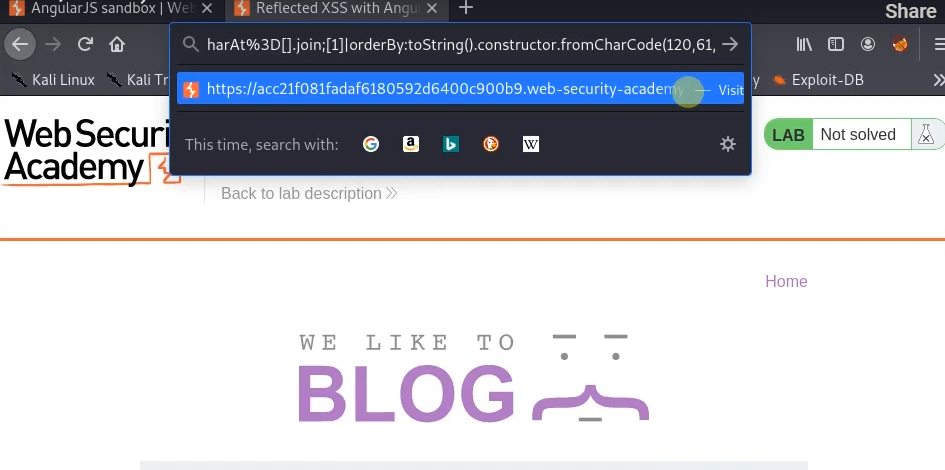 AngularJS sandbox | Web
Reflected XSS with Angu
Share
harAt%3D[].join;[1]|orderBy:toString().constructor.fromCharCode(120,61,
Kali Linux
Kali Tr
Exploit-DB
https://acc21f081fadaf6180592d6400c900b9.web-security-academy
Visit
Web Securi
Academy
This time, search with:
LAB
Not solved
Back to lab description
Home
WE LIKE TO
BLOG